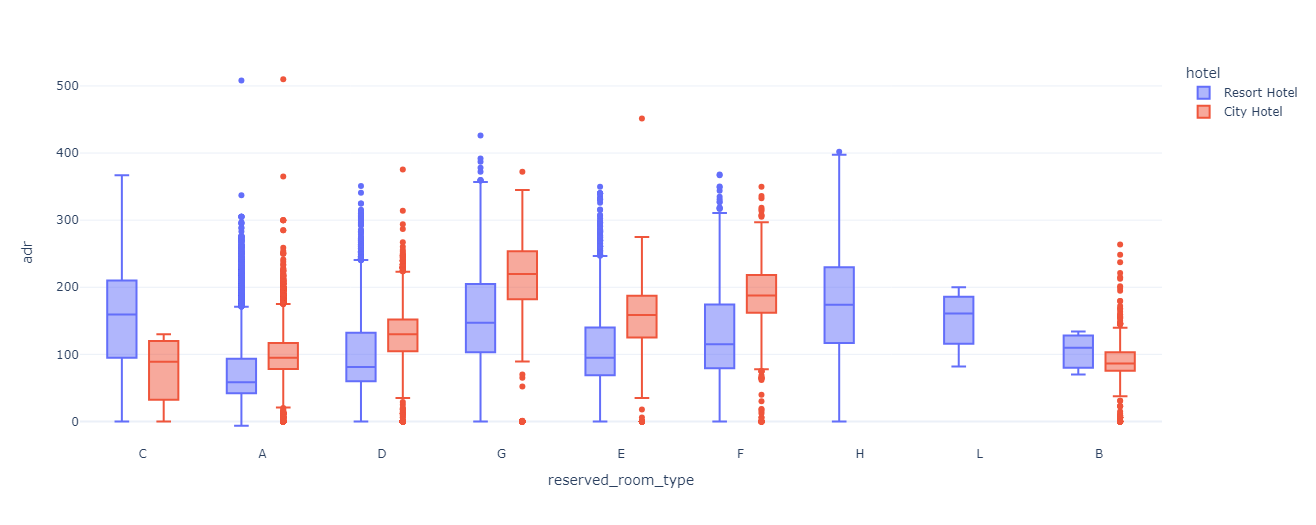 hotel
Resort Hotel
City Hotel
adr
500
400
300
200
100
0
C A D G E F H L B
reserved_room_type